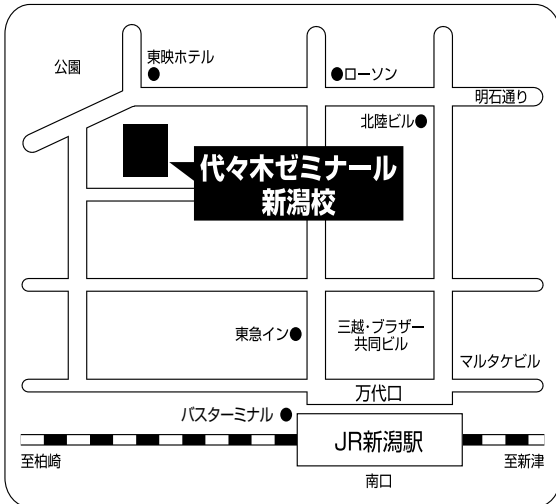 東映ホテル
公園
ローソン
明石通り
北陸ビル
代々木ゼミナール
新潟校
東急イン
三越・ブラザー
共同ビル
マルタケビル
万代口
バスターミナル
JR新潟駅
至柏崎
至新津
南口